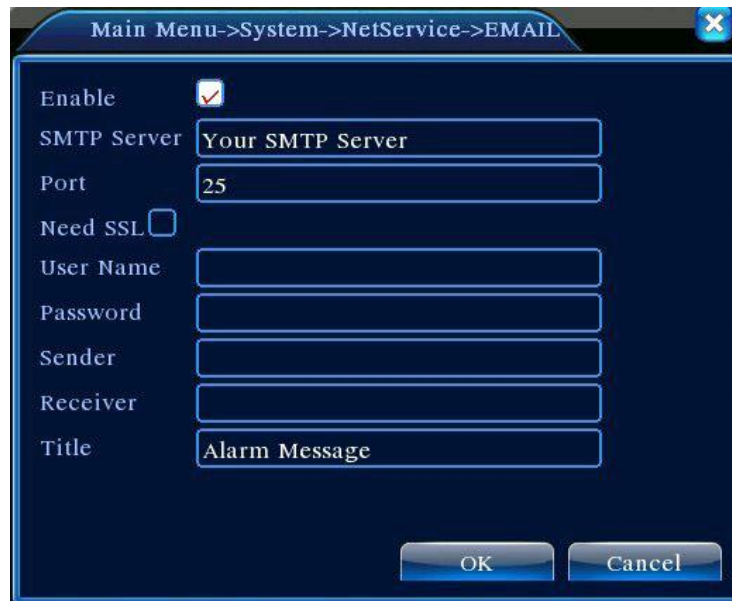 Main Menu->System->NetService->EMAIL
Enable
SMTP Server Your SMTP Server
Port 25
Need SSL
User Name
Password
Sender
Receiver
Title Alarm Message
OK Cancel